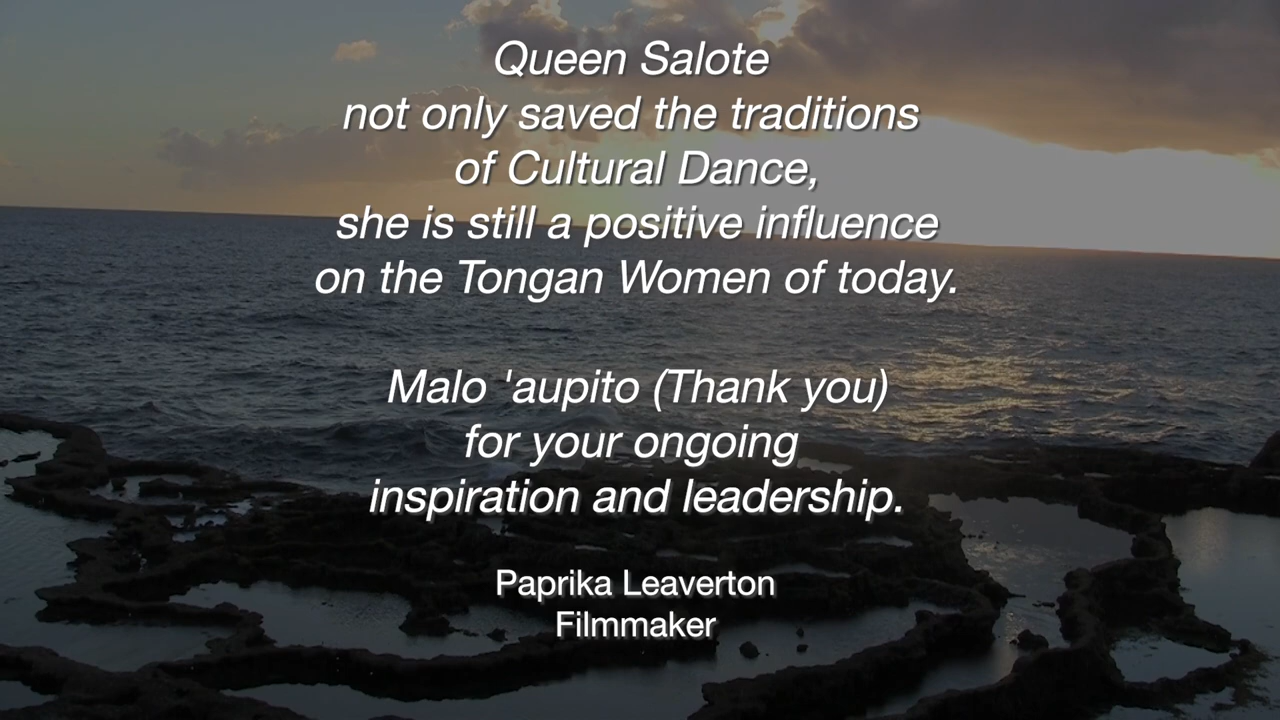 Queen Salote
not only saved the traditions
of Cultural Dance,
she is still a positive influence
on the Tongan Women of today.
Malo 'aupito (Thank you)
for your ongoing
inspiration and leadership.
Paprika Leaverton
Filmmaker